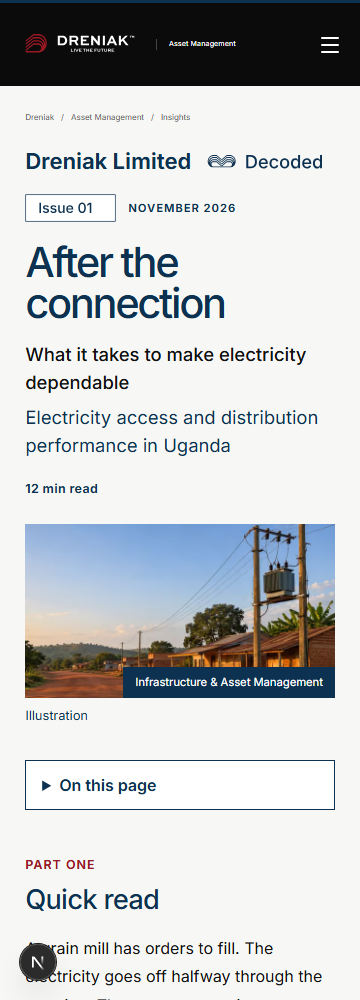 DRENIAK™
LIVE THE FUTURE
Asset Management
Dreniak / Asset Management / Insights
Dreniak Limited
Decoded
Issue 01
NOVEMBER 2026
After the
connection
What it takes to make electricity
dependable
Electricity access and distribution
performance in Uganda
12 min read
Infrastructure & Asset Management
Illustration
On this page
PART ONE
Quick read
A grain mill has orders to fill. The
electricity goes off halfway through the
N